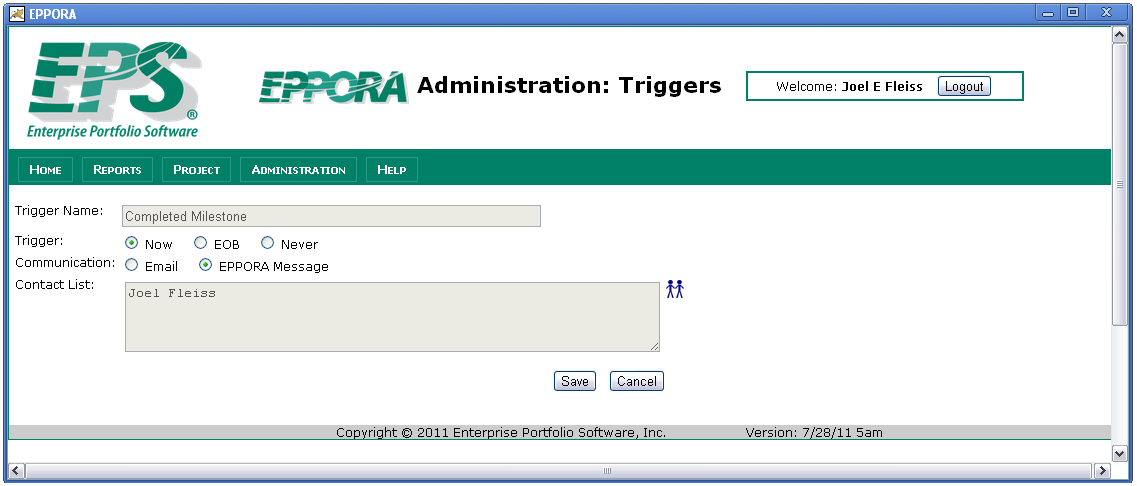 EPPORA
EPS®
Enterprise Portfolio Software
EPPORA Administration: Triggers
Welcome: Joel E Fleiss Logout
HOME REPORTS PROJECT ADMINISTRATION HELP
Trigger Name: Completed Milestone
Trigger: Now EOB Never
Communication: Email EPPORA Message
Contact List: Joel Fleiss
Save Cancel
Copyright © 2011 Enterprise Portfolio Software, Inc. Version: 7/28/11 5am